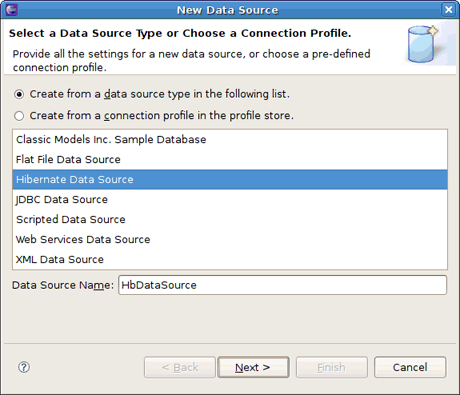 New Data Source
Select a Data Source Type or Choose a Connection Profile.
Provide all the settings for a new data source, or choose a pre-defined
connection profile.
Create from a data source type in the following list.
Create from a connection profile in the profile store.
Classic Models Inc. Sample Database
Flat File Data Source
Hibernate Data Source
JDBC Data Source
Scripted Data Source
Web Services Data Source
XML Data Source
Data Source Name: HbDataSource
? < Back Next > Finish Cancel